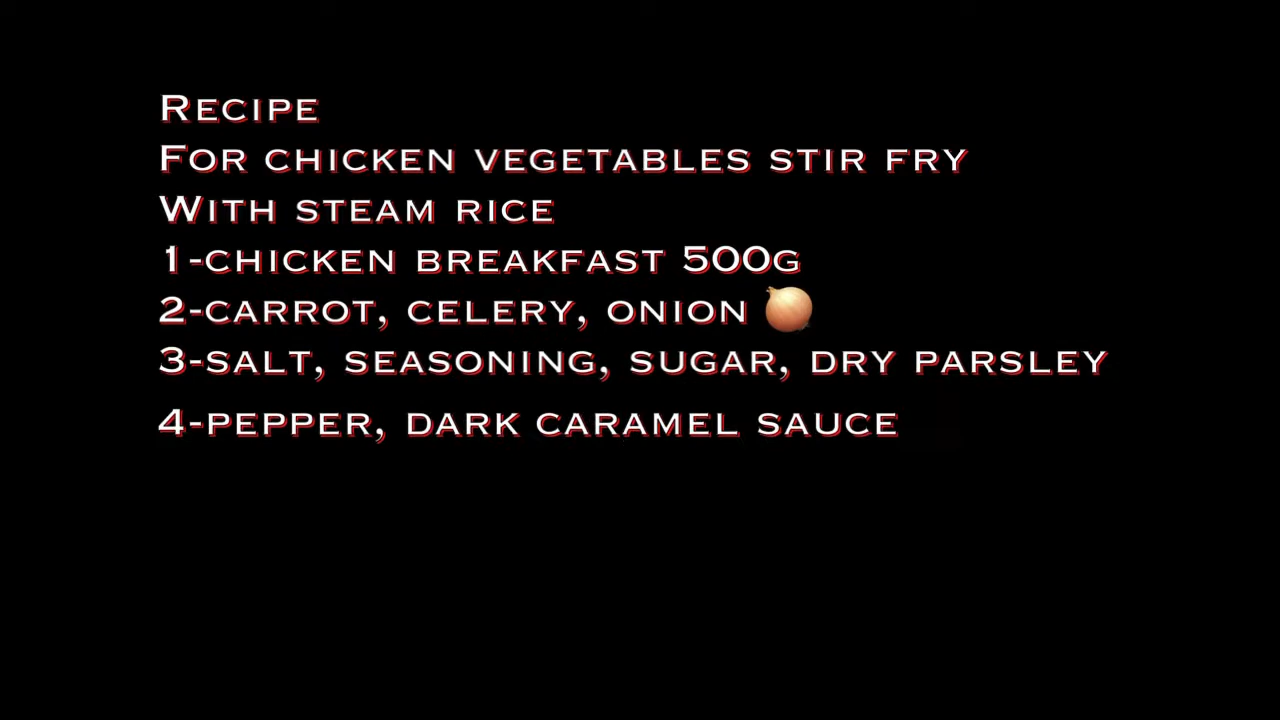 Recipe
For chicken vegetables stir fry
With steam rice
1-chicken breakfast 500g
2-carrot, celery, onion 🧅
3-salt, seasoning, sugar, dry parsley
4-pepper, dark caramel sauce